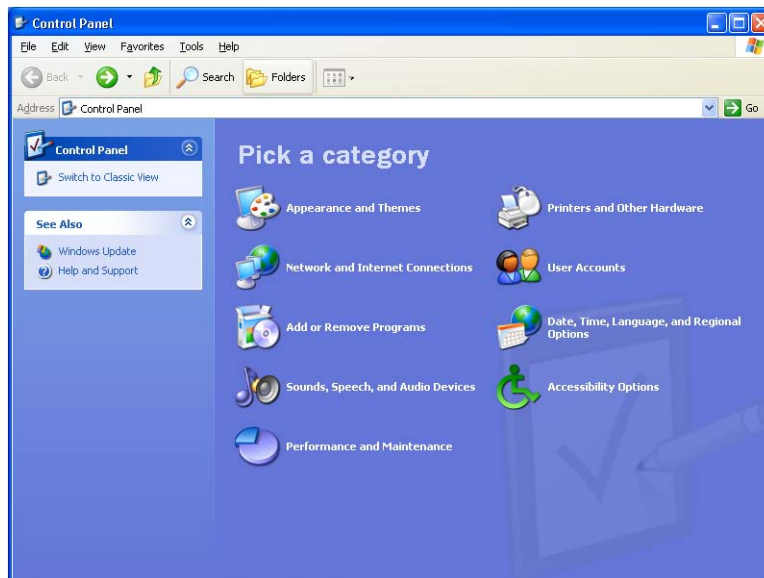 Control Panel
File Edit View Favorites Tools Help
Back Search Folders
Address Control Panel Go
Control Panel
Switch to Classic View
See Also
Windows Update
Help and Support
Pick a category
Appearance and Themes
Printers and Other Hardware
Network and Internet Connections
User Accounts
Add or Remove Programs
Date, Time, Language, and Regional
Options
Sounds, Speech, and Audio Devices
Accessibility Options
Performance and Maintenance